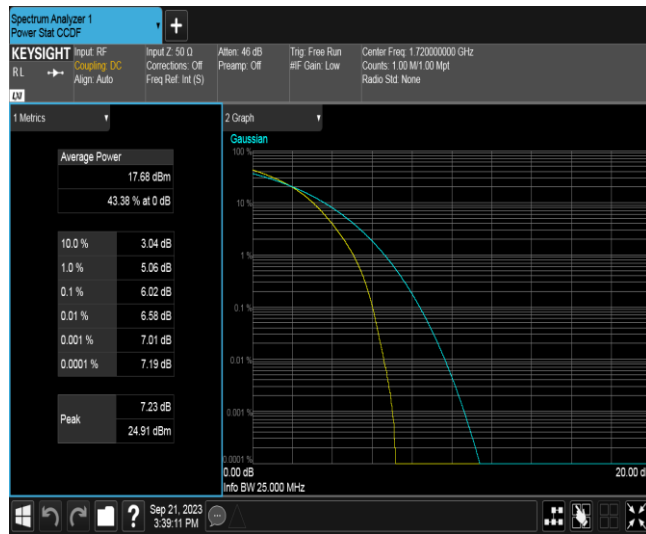 Spectrum Analyzer 1
Power Stat CCDF
+
KEYSIGHT
RL
LXI
Input: RF
Coupling: DC
Align: Auto
Input Z: 50 Ω
Corrections: Off
Freq Ref: Int (S)
Atten: 46 dB
Preamp: Off
Trig: Free Run
#IF Gain: Low
Center Freq: 1.720000000 GHz
Counts: 1.00 M/1.00 Mpt
Radio Std: None
1 Metrics
Average Power
17.68 dBm
43.38 % at 0 dB
10.0 % 3.04 dB
1.0 % 5.06 dB
0.1 % 6.02 dB
0.01 % 6.58 dB
0.001 % 7.01 dB
0.0001 % 7.19 dB
Peak
7.23 dB
24.91 dBm
2 Graph
Gaussian
100 %
10 %
1 %
0.1 %
0.01 %
0.001 %
0.0001 %
0.00 dB 20.00 d
Info BW 25.000 MHz
?
Sep 21, 2023
3:39:11 PM